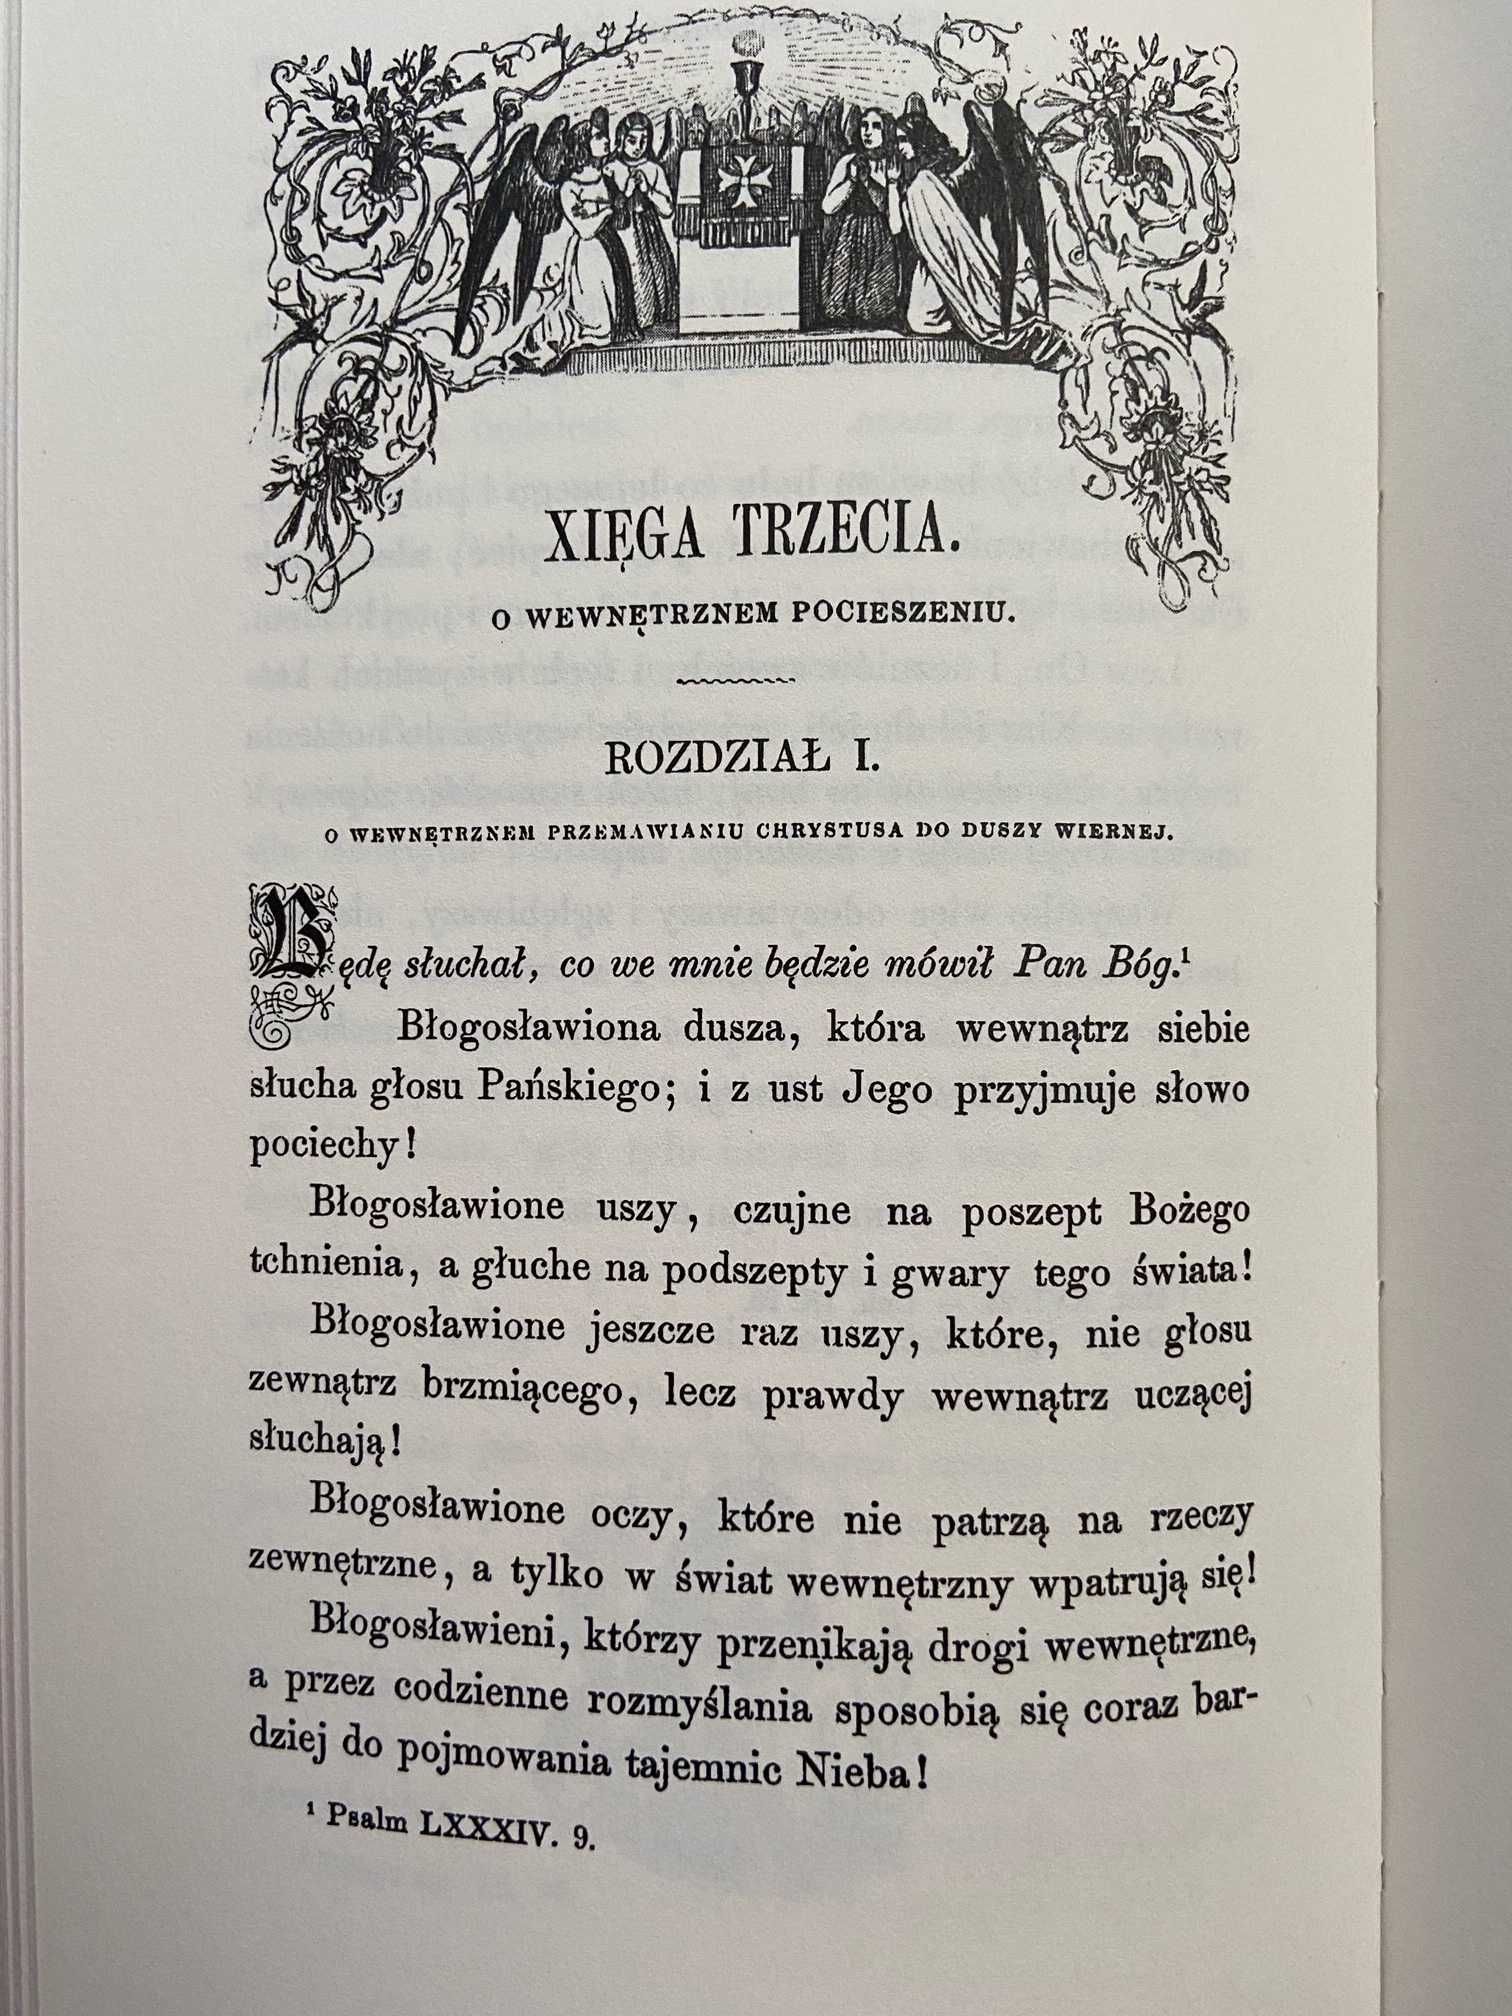 XIĘGA TRZECIA.
O WEWNĘTRZNEM POCIESZENIU.
ROZDZIAŁ I.
O WEWNĘTRZNEM PRZEMAWIANIU CHRYSTUSA DO DUSZY WIERNEJ.
Będę słuchał, co we mnie będzie mówił Pan Bóg.¹
Błogosławiona dusza, która wewnątrz siebie
słucha głosu Pańskiego; i z ust Jego przyjmuje słowo
pociechy!
Błogosławione uszy, czujne na poszept Bożego
tchnienia, a głuche na podszepty i gwary tego świata!
Błogosławione jeszcze raz uszy, które, nie głosu
zewnątrz brzmiącego, lecz prawdy wewnątrz uczącej
słuchają!
Błogosławione oczy, które nie patrzą na rzeczy
zewnętrzne, a tylko w świat wewnętrzny wpatrują się!
Błogosławieni, którzy przenikają drogi wewnętrzne,
a przez codzienne rozmyślania sposobią się coraz bar-
dziej do pojmowania tajemnic Nieba!
¹ Psalm LXXXIV. 9.